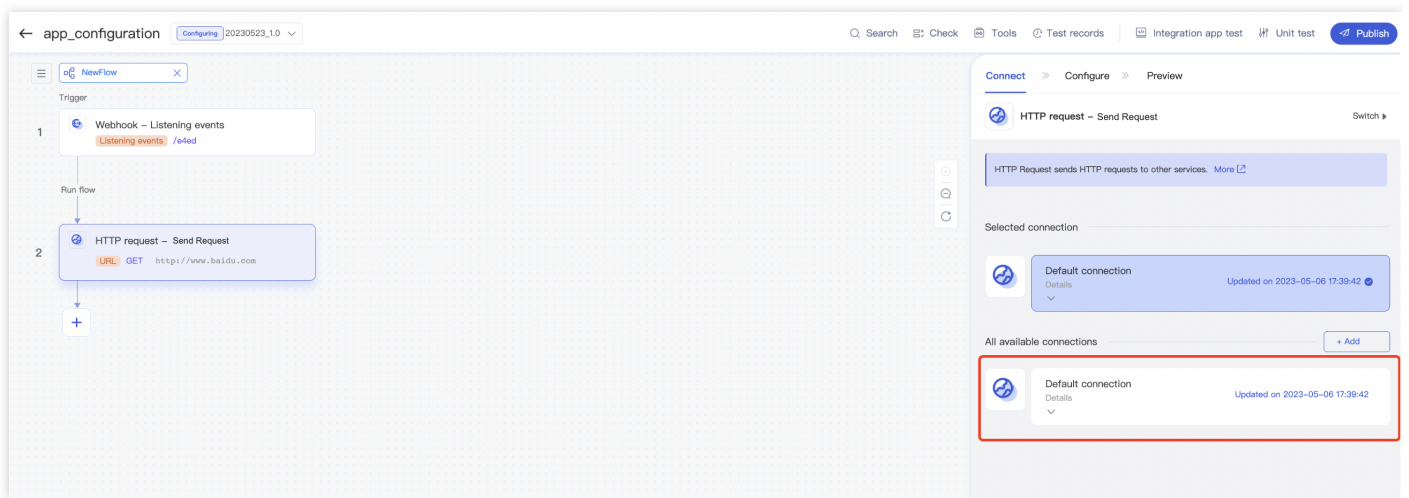 app_configuration Configuring 20230523_1.0
Search Check Tools Test records Integration app test Unit test Publish
NewFlow
Trigger
1
Webhook – Listening events
Listening events /e4ed
Run flow
2
HTTP request – Send Request
URL GET http://www.baidu.com
Connect Configure Preview
HTTP request – Send Request Switch
HTTP Request sends HTTP requests to other services. More
Selected connection
Default connection
Details
Updated on 2023-05-06 17:39:42
All available connections + Add
Default connection
Details
Updated on 2023-05-06 17:39:42